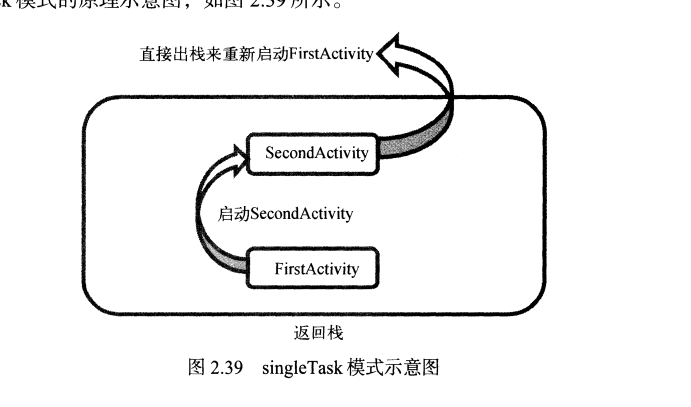 sk 模式的原理示意图，如图 2.39 所示。
直接出栈来重新启动FirstActivity
SecondActivity
启动SecondActivity
FirstActivity
返回栈
图 2.39 singleTask 模式示意图